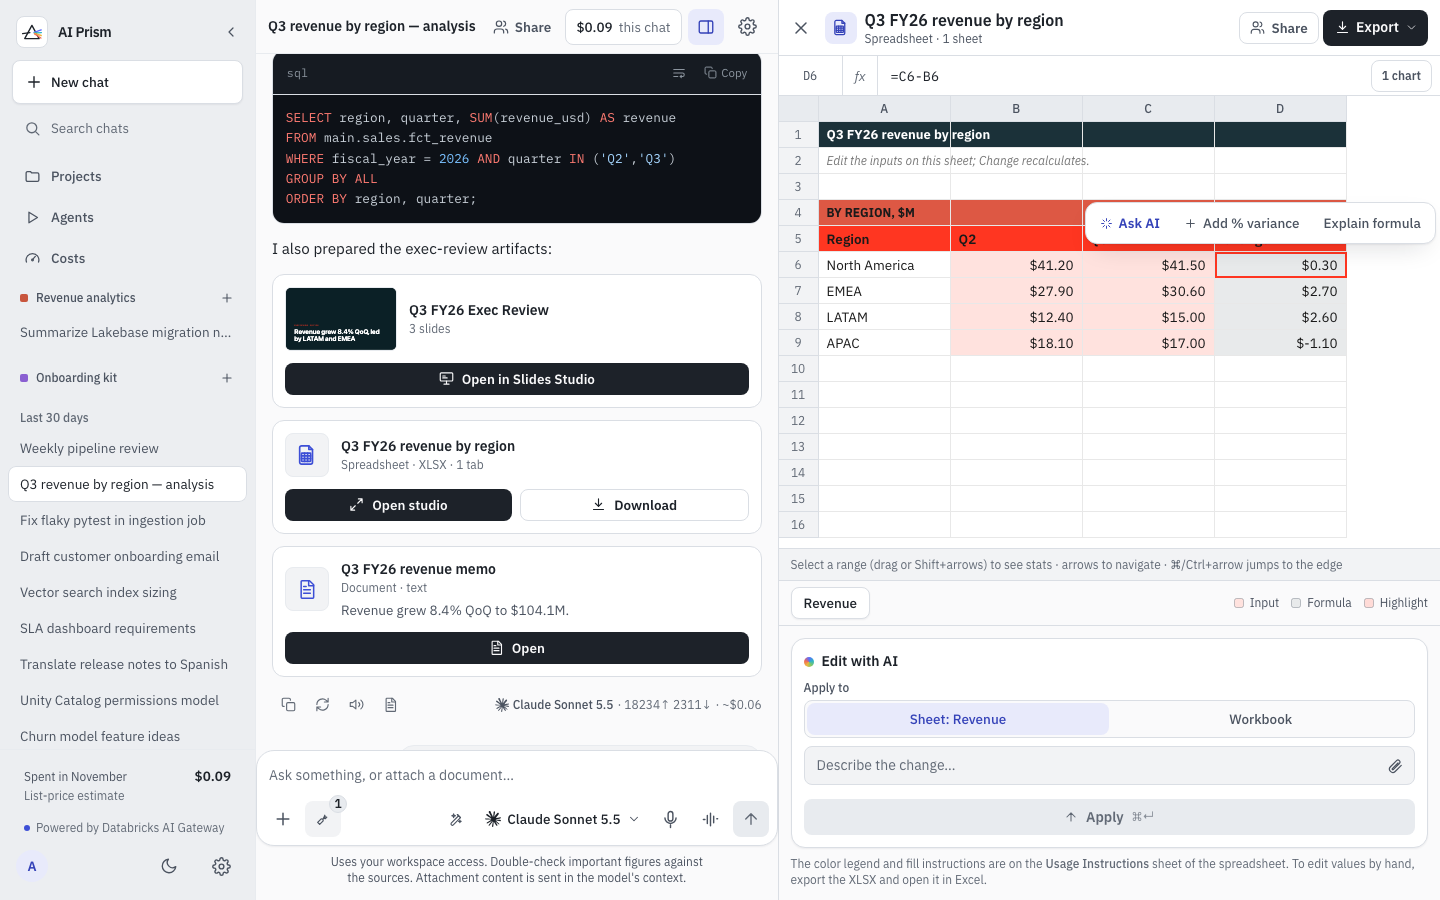 AI Prism
New chat
Search chats
Projects
Agents
Costs
Revenue analytics
Summarize Lakebase migration n...
Onboarding kit
Last 30 days
Weekly pipeline review
Q3 revenue by region — analysis
Fix flaky pytest in ingestion job
Draft customer onboarding email
Vector search index sizing
SLA dashboard requirements
Translate release notes to Spanish
Unity Catalog permissions model
Churn model feature ideas
Spent in November $0.09
List-price estimate
Powered by Databricks AI Gateway
A
Q3 revenue by region — analysis
Share
$0.09 this chat
sql
Copy
SELECT region, quarter, SUM(revenue_usd) AS revenue
FROM main.sales.fct_revenue
WHERE fiscal_year = 2026 AND quarter IN ('Q2','Q3')
GROUP BY ALL
ORDER BY region, quarter;
I also prepared the exec-review artifacts:
Revenue grew 8.4% QoQ, led
by LATAM and EMEA
Q3 FY26 Exec Review
3 slides
Open in Slides Studio
Q3 FY26 revenue by region
Spreadsheet · XLSX · 1 tab
Open studio
Download
Q3 FY26 revenue memo
Document · text
Revenue grew 8.4% QoQ to $104.1M.
Open
Claude Sonnet 5.5 · 18234↑ 2311↓ · ~$0.06
Ask something, or attach a document...
1
Claude Sonnet 5.5
Uses your workspace access. Double-check important figures against
the sources. Attachment content is sent in the model's context.
Q3 FY26 revenue by region
Spreadsheet · 1 sheet
Share
Export
D6 fx =C6-B6
1 chart
A B C D
1 Q3 FY26 revenue by region
2 Edit the inputs on this sheet; Change recalculates.
3
4 BY REGION, $M
Ask AI
Add % variance
Explain formula
5 Region Q2
6 North America $41.20 $41.50 $0.30
7 EMEA $27.90 $30.60 $2.70
8 LATAM $12.40 $15.00 $2.60
9 APAC $18.10 $17.00 $-1.10
10
11
12
13
14
15
16
Select a range (drag or Shift+arrows) to see stats · arrows to navigate · ⌘/Ctrl+arrow jumps to the edge
Revenue
Input
Formula
Highlight
Edit with AI
Apply to
Sheet: Revenue
Workbook
Describe the change...
Apply ⌘↵
The color legend and fill instructions are on the Usage Instructions sheet of the spreadsheet. To edit values by hand,
export the XLSX and open it in Excel.